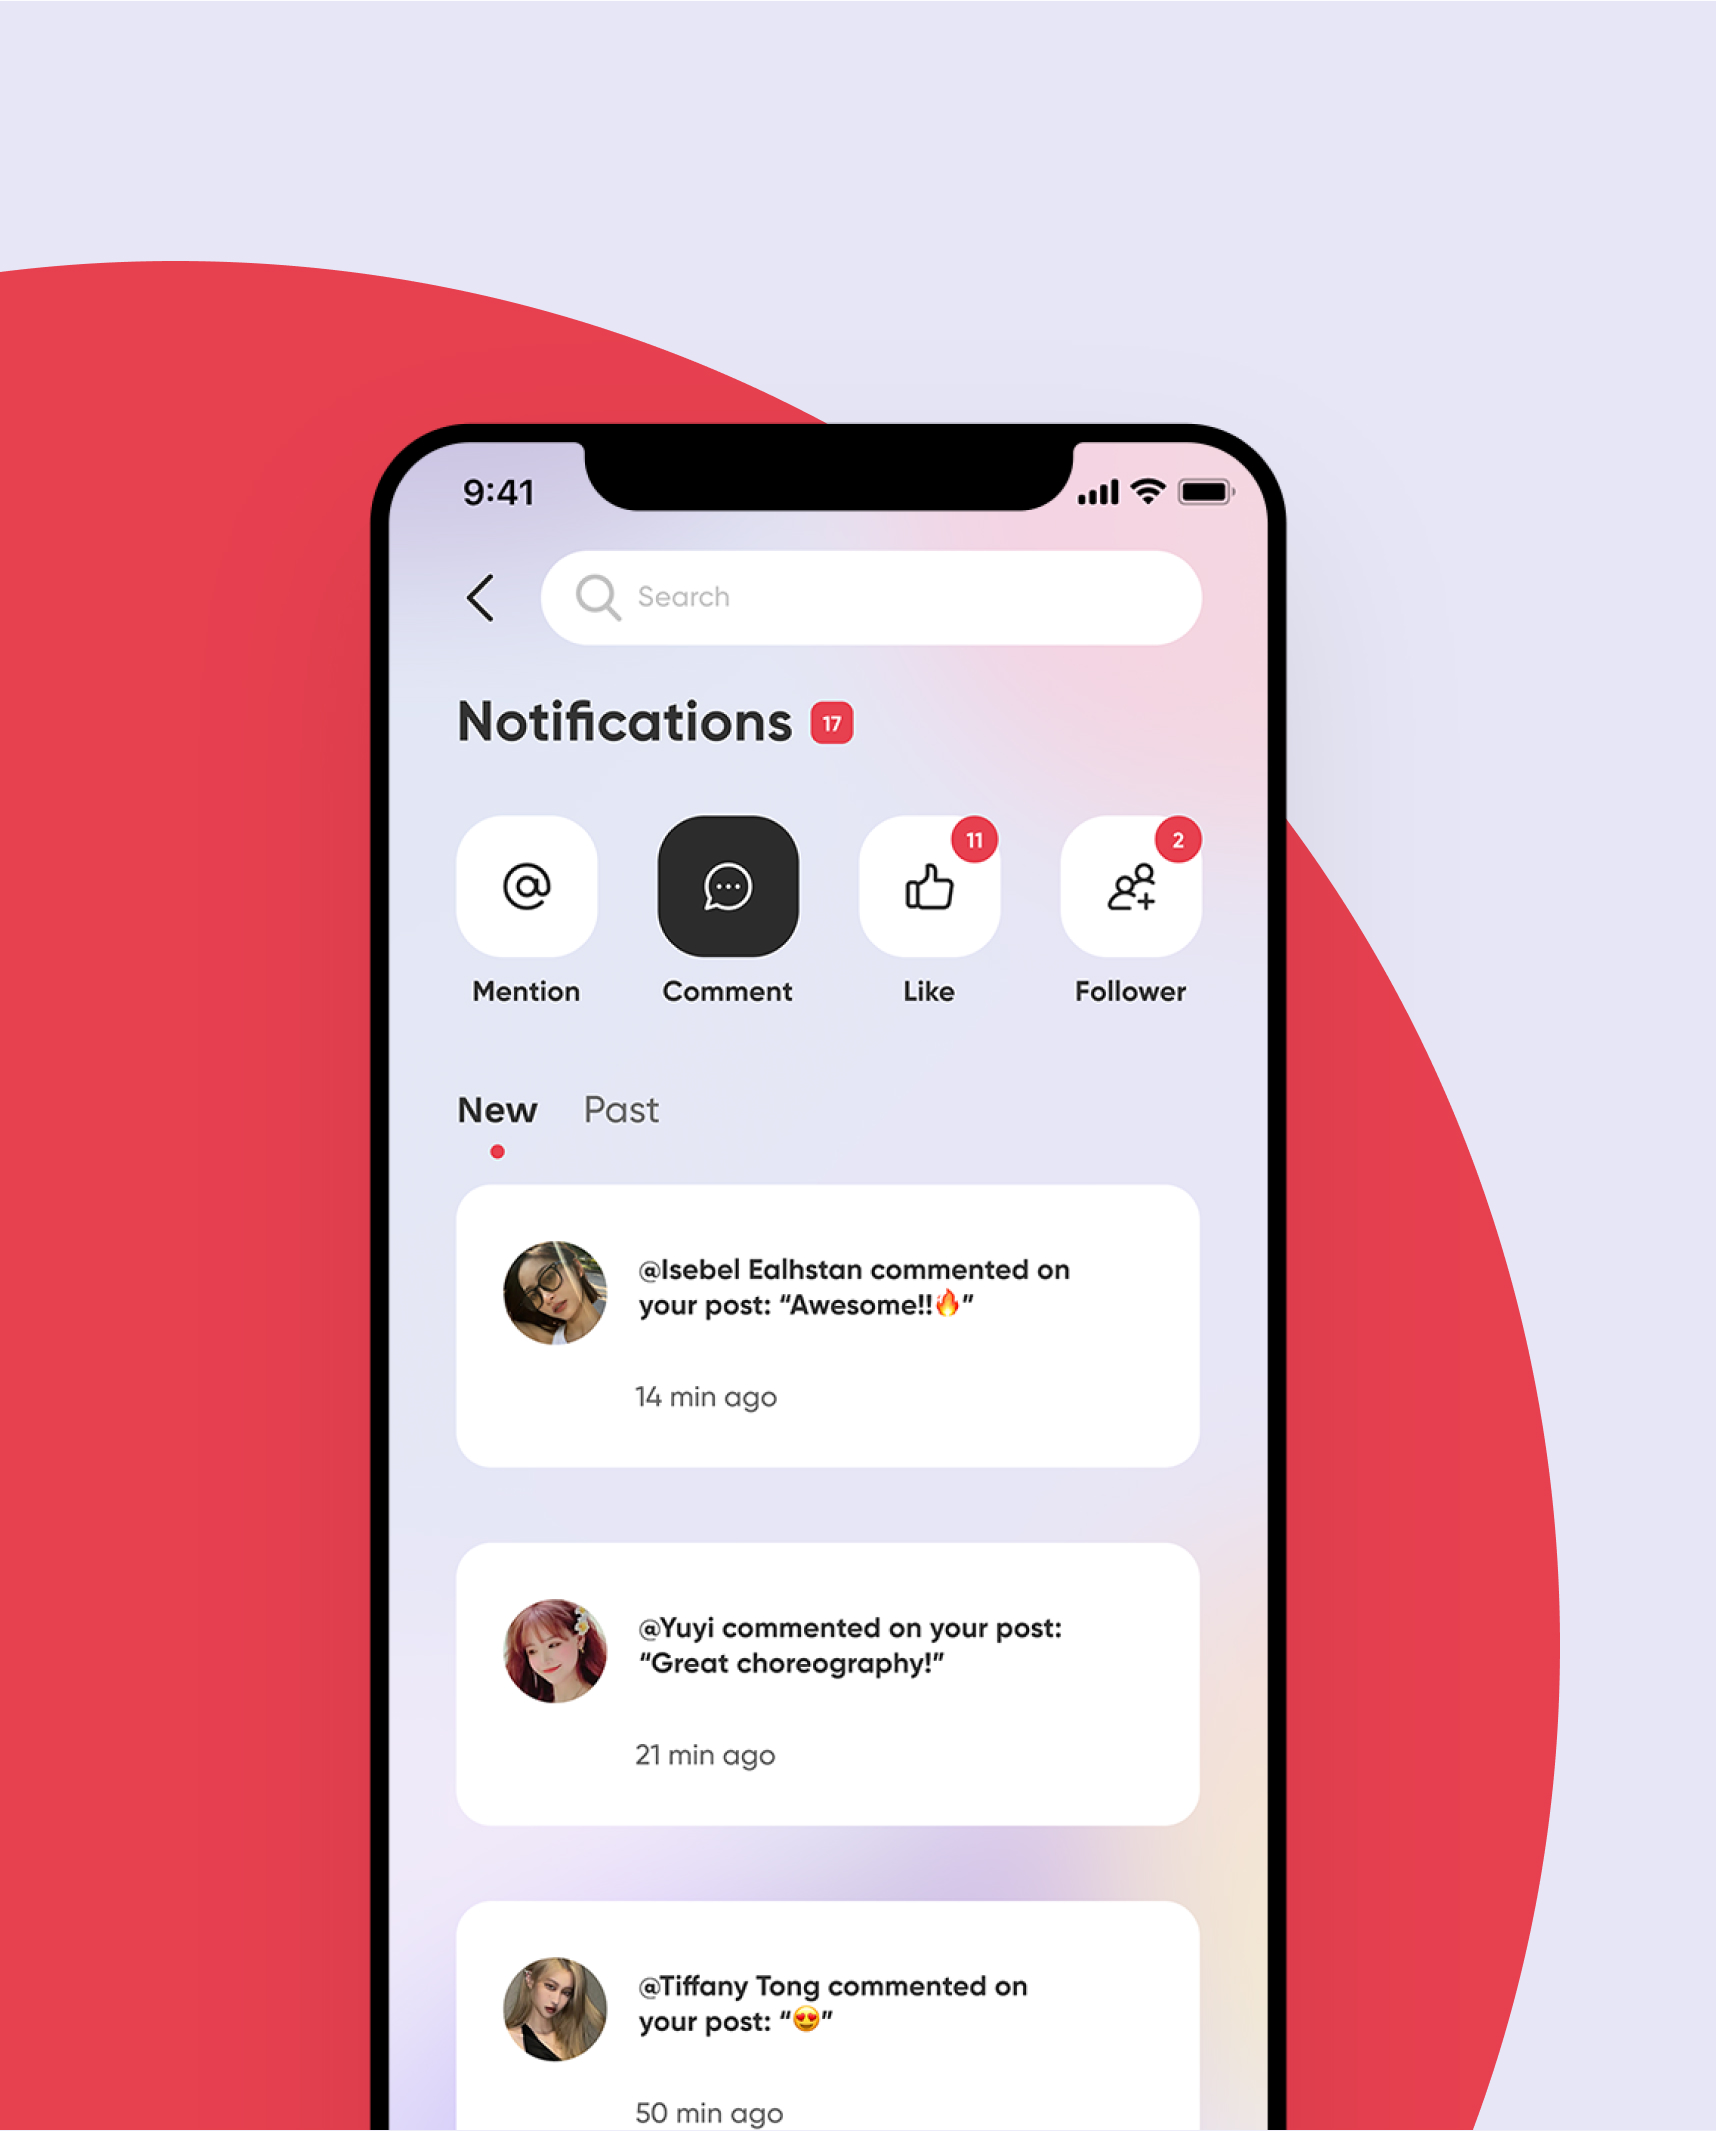 9:41
Search
Notifications 17
11
2
Mention Comment Like Follower
New Past
@Isebel Ealhstan commented on
your post: “Awesome!!🔥”
14 min ago
@Yuyi commented on your post:
“Great choreography!”
21 min ago
@Tiffany Tong commented on
your post: “😍”
50 min ago